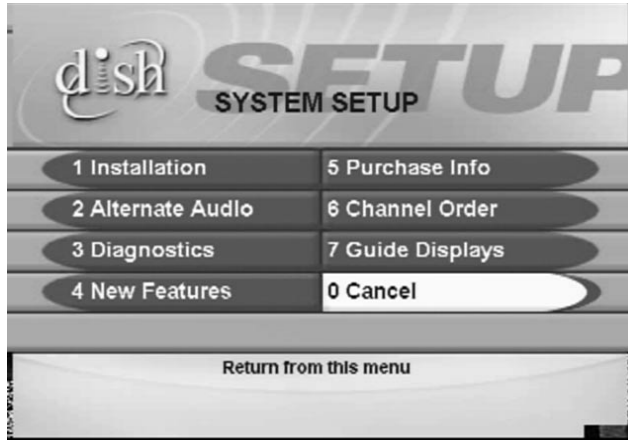 dish
SETUP
SYSTEM SETUP
1 Installation
2 Alternate Audio
3 Diagnostics
4 New Features
5 Purchase Info
6 Channel Order
7 Guide Displays
0 Cancel
Return from this menu